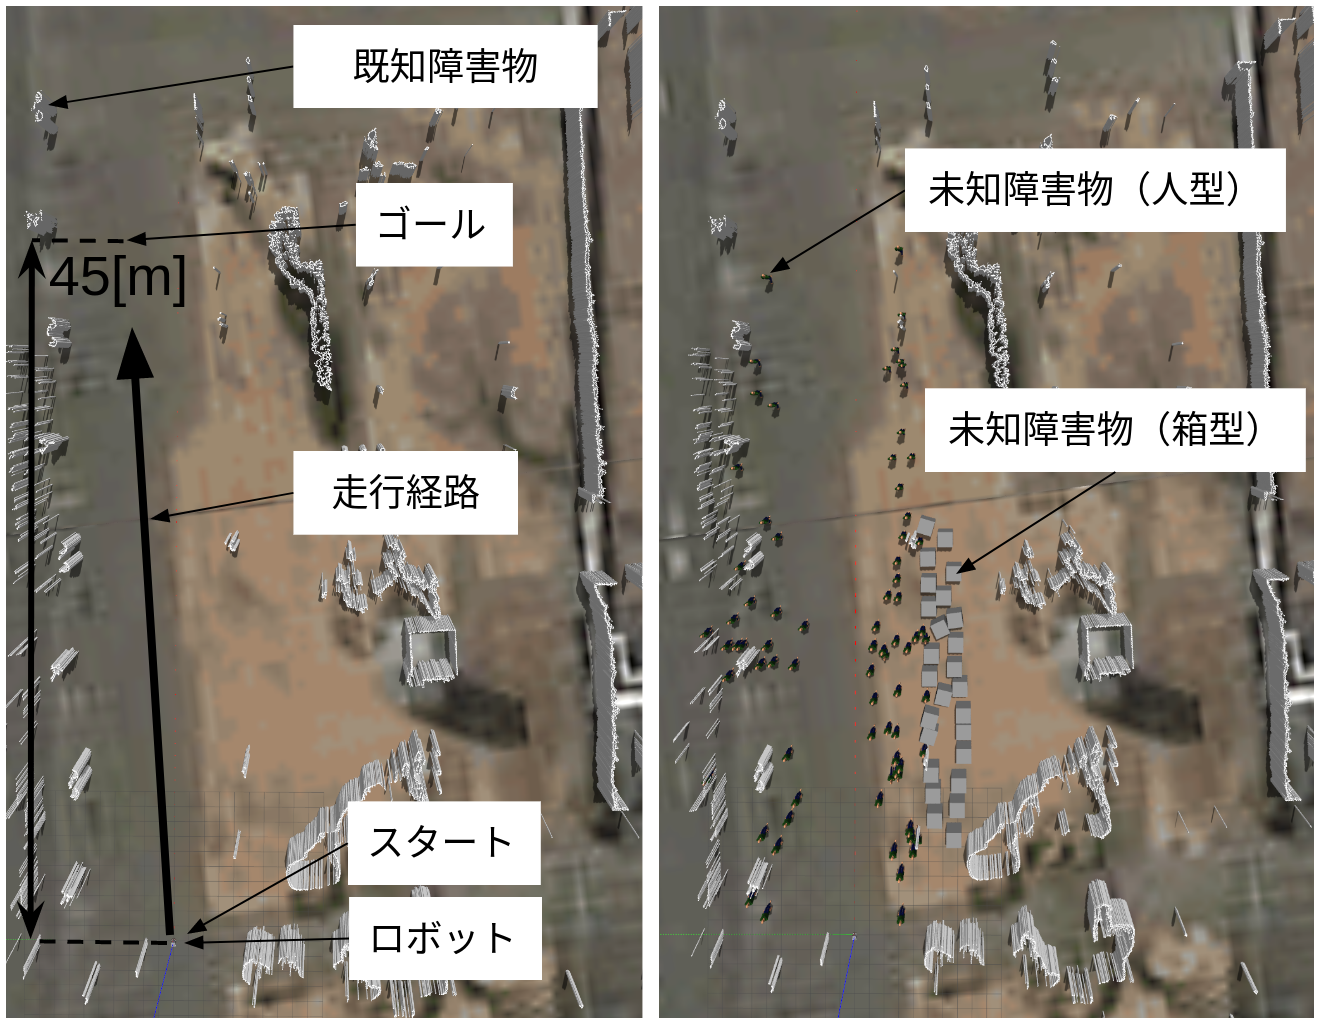 既知障害物
ゴール
45[m]
走行経路
スタート
ロボット
未知障害物（人型）
未知障害物（箱型）